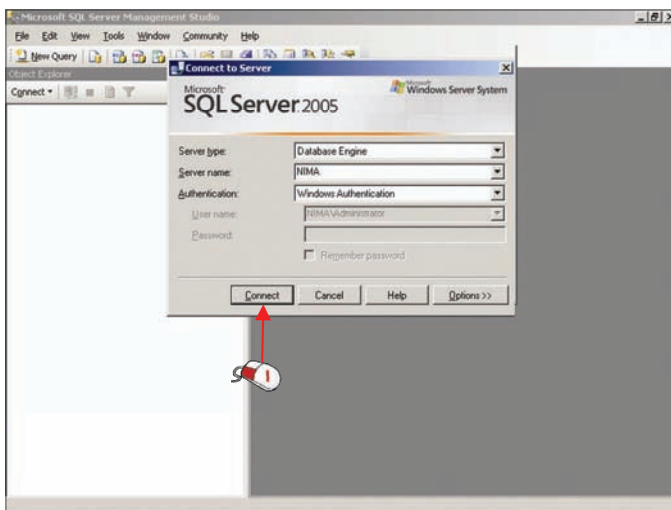 Microsoft SQL Server Management Studio
File Edit View Tools Window Community Help
New Query
Object Explorer
Connect
Connect to Server
Microsoft
SQL Server 2005
Microsoft
Windows Server System
Server type: Database Engine
Server name: NIMA
Authentication: Windows Authentication
User name: NIMA\Administrator
Password:
Remember password
Connect Cancel Help Options >>